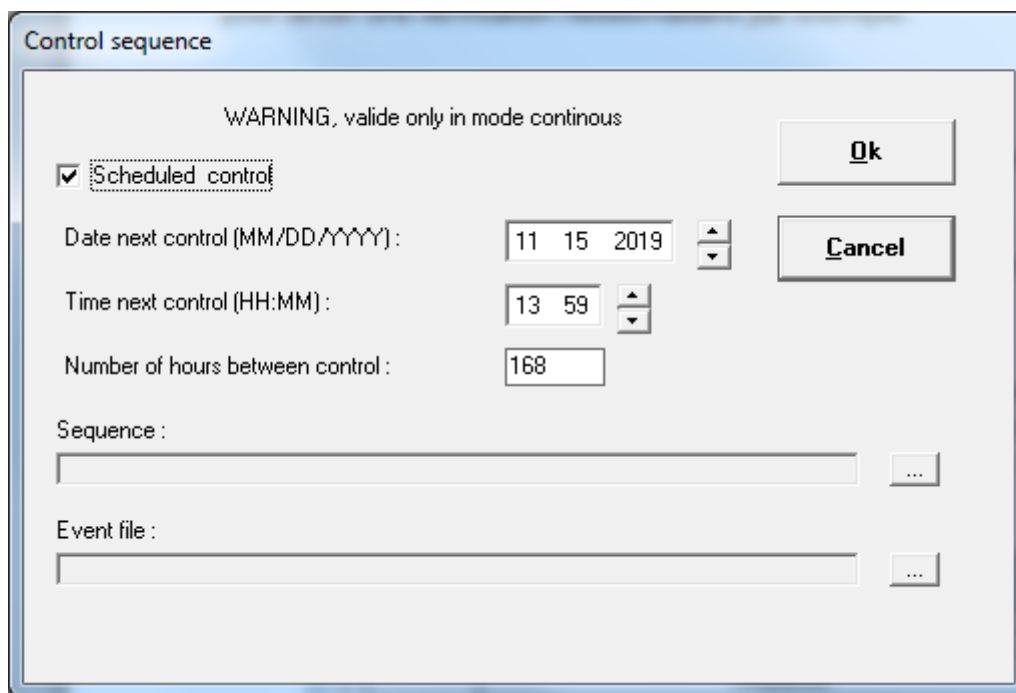 Control sequence
WARNING, valide only in mode continous
Ok
Scheduled control
Date next control (MM/DD/YYYY) : 11 15 2019
Cancel
Time next control (HH:MM) : 13 59
Number of hours between control : 168
Sequence :
...
Event file :
...